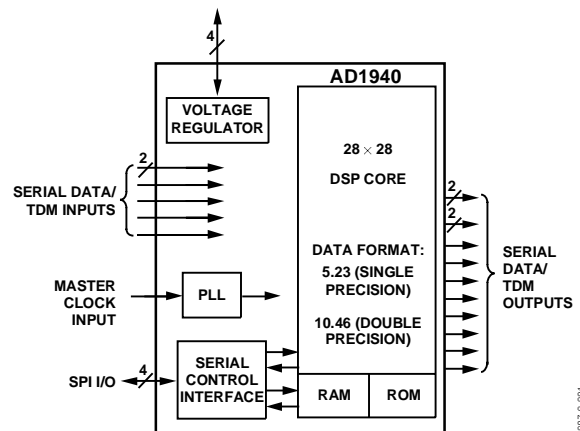 4
AD1940
VOLTAGE
REGULATOR
2
SERIAL DATA/
TDM INPUTS
28 × 28
DSP CORE
DATA FORMAT:
5.23 (SINGLE
PRECISION)
10.46 (DOUBLE
PRECISION)
2
2
SERIAL
DATA/
TDM
OUTPUTS
MASTER
CLOCK
INPUT
PLL
SPI I/O
4
SERIAL
CONTROL
INTERFACE
RAM
ROM